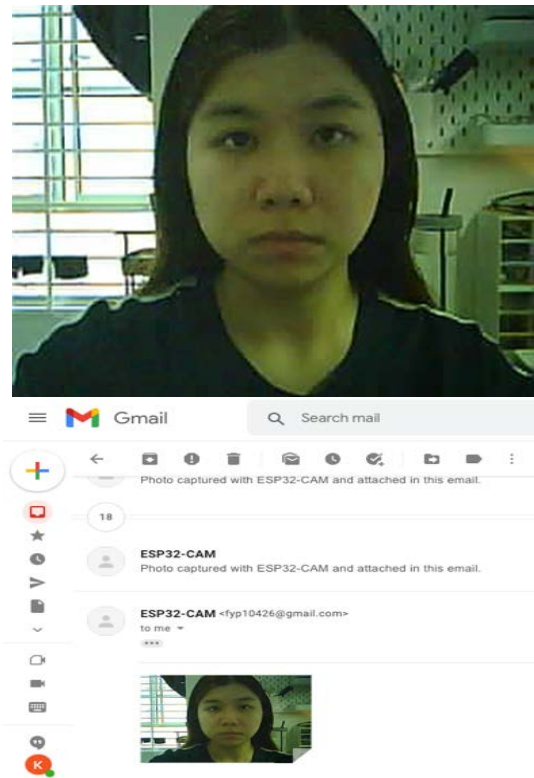 Gmail
Search mail
Photo captured with ESP32-CAM and attached in this email.
18
ESP32-CAM
Photo captured with ESP32-CAM and attached in this email.
ESP32-CAM <fyp10426@gmail.com>
to me
K